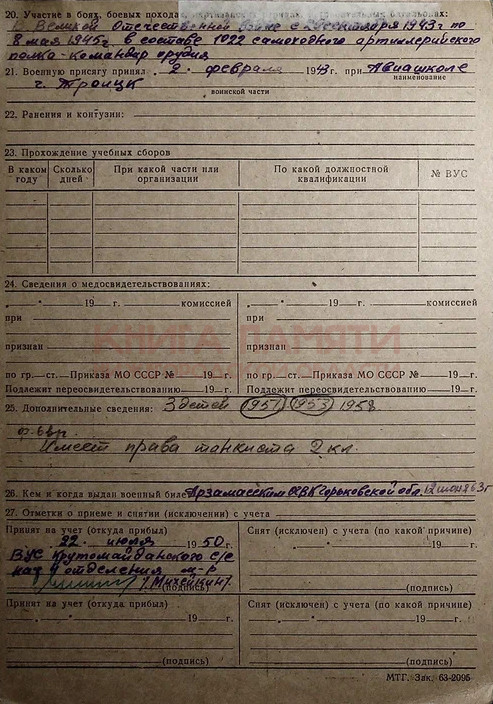 20. Участие в боях, боевых походах,
В Великой Отечественной войне с сентября 1943 г по
8 мая 1945г в составе 1022 самоходного артиллерийского
полка - командир орудия
21. Военную присягу принял „ 2 “ февраля 1943 г. при Авиашколе
наименование
г. Троицк
воинской части
22. Ранения и контузии:
23. Прохождение учебных сборов
В каком году | Сколько дней | При какой части или организации | По какой должностной квалификации | № ВУС
24. Сведения о медосвидетельствованиях:
„ “ 19 г. комиссией
при
признан
по гр. ст. Приказа МО СССР № 19 г.
Подлежит переосвидетельствованию 19 г.
„ “ 19 г. комиссией
при
признан
по гр. ст. Приказа МО СССР № 19 г.
Подлежит переосвидетельствованию 19 г.
КНИГА ПАМЯТИ
25. Дополнительные сведения: 3 детей 1951 1953 1958
Имеет права танкиста 2 кл.
26. Кем и когда выдан военный билет Арзамасским Горьковской обл. 12 63г
27. Отметки о приеме и снятии (исключении) с учета
Принят на учет (откуда прибыл)
22 июля 1950 г.
ВУС Крутомайданского с/с
нач отделения м-р
(подпись)
Снят (исключен) с учета (по какой причине)
„ “ 19 г.
(подпись)
Принят на учет (откуда прибыл)
„ “ 19 г.
(подпись)
Снят (исключен) с учета (по какой причине)
„ “ 19 г.
(подпись)
МТГ. Зак. 63-2095